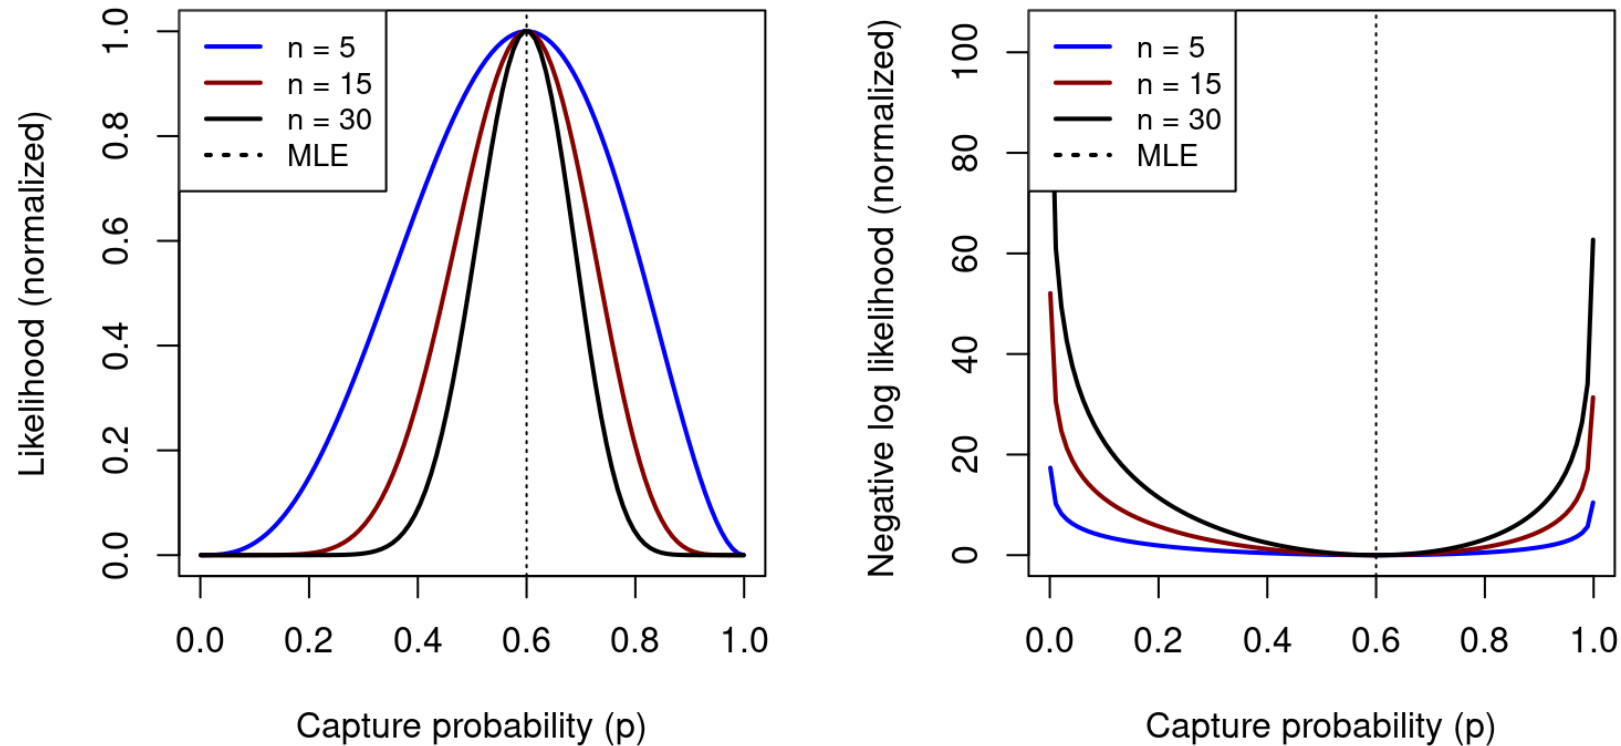 Likelihood (normalized)
1.0
0.8
0.6
0.4
0.2
0.0
n = 5
n = 15
n = 30
MLE
0.0 0.2 0.4 0.6 0.8 1.0
Capture probability (p)
Negative log likelihood (normalized)
100
80
60
40
20
0
n = 5
n = 15
n = 30
MLE
0.0 0.2 0.4 0.6 0.8 1.0
Capture probability (p)